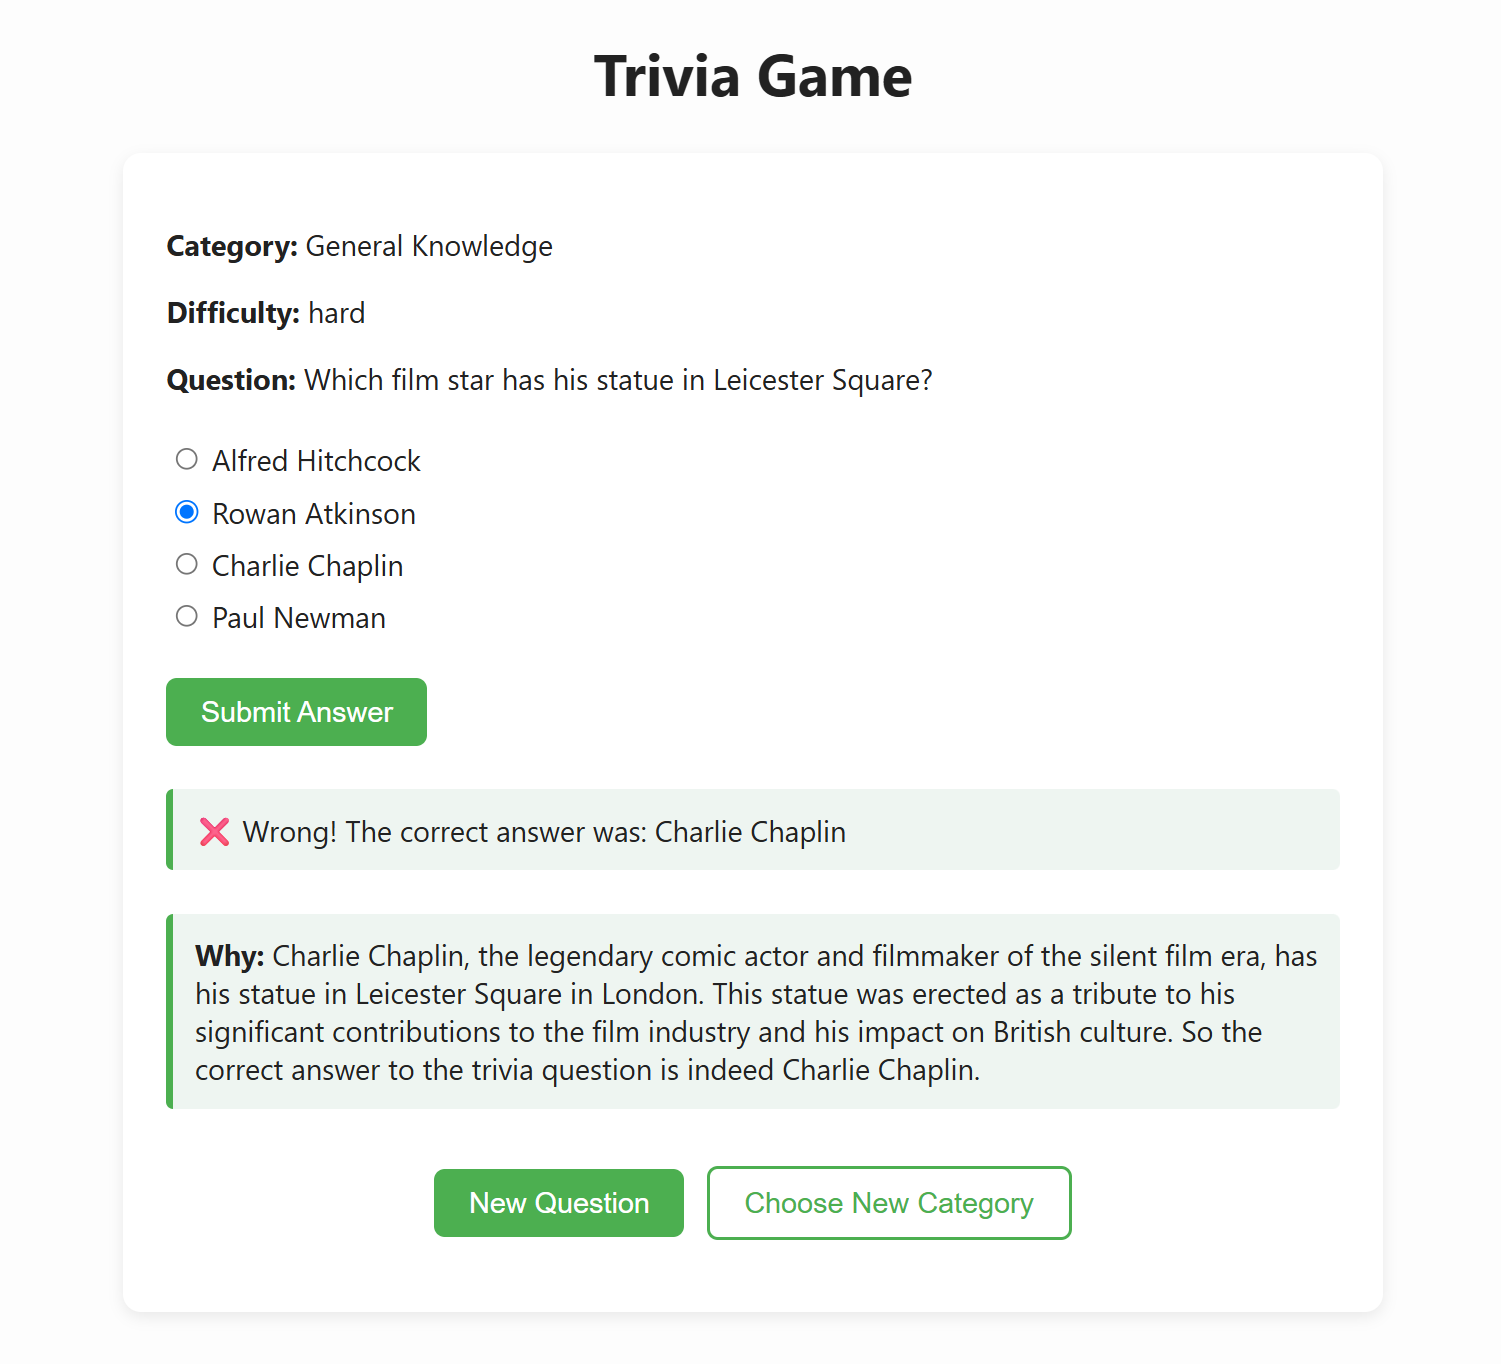 Trivia Game
Category: General Knowledge
Difficulty: hard
Question: Which film star has his statue in Leicester Square?
Alfred Hitchcock
Rowan Atkinson
Charlie Chaplin
Paul Newman
Submit Answer
❌ Wrong! The correct answer was: Charlie Chaplin
Why: Charlie Chaplin, the legendary comic actor and filmmaker of the silent film era, has
his statue in Leicester Square in London. This statue was erected as a tribute to his
significant contributions to the film industry and his impact on British culture. So the
correct answer to the trivia question is indeed Charlie Chaplin.
New Question
Choose New Category